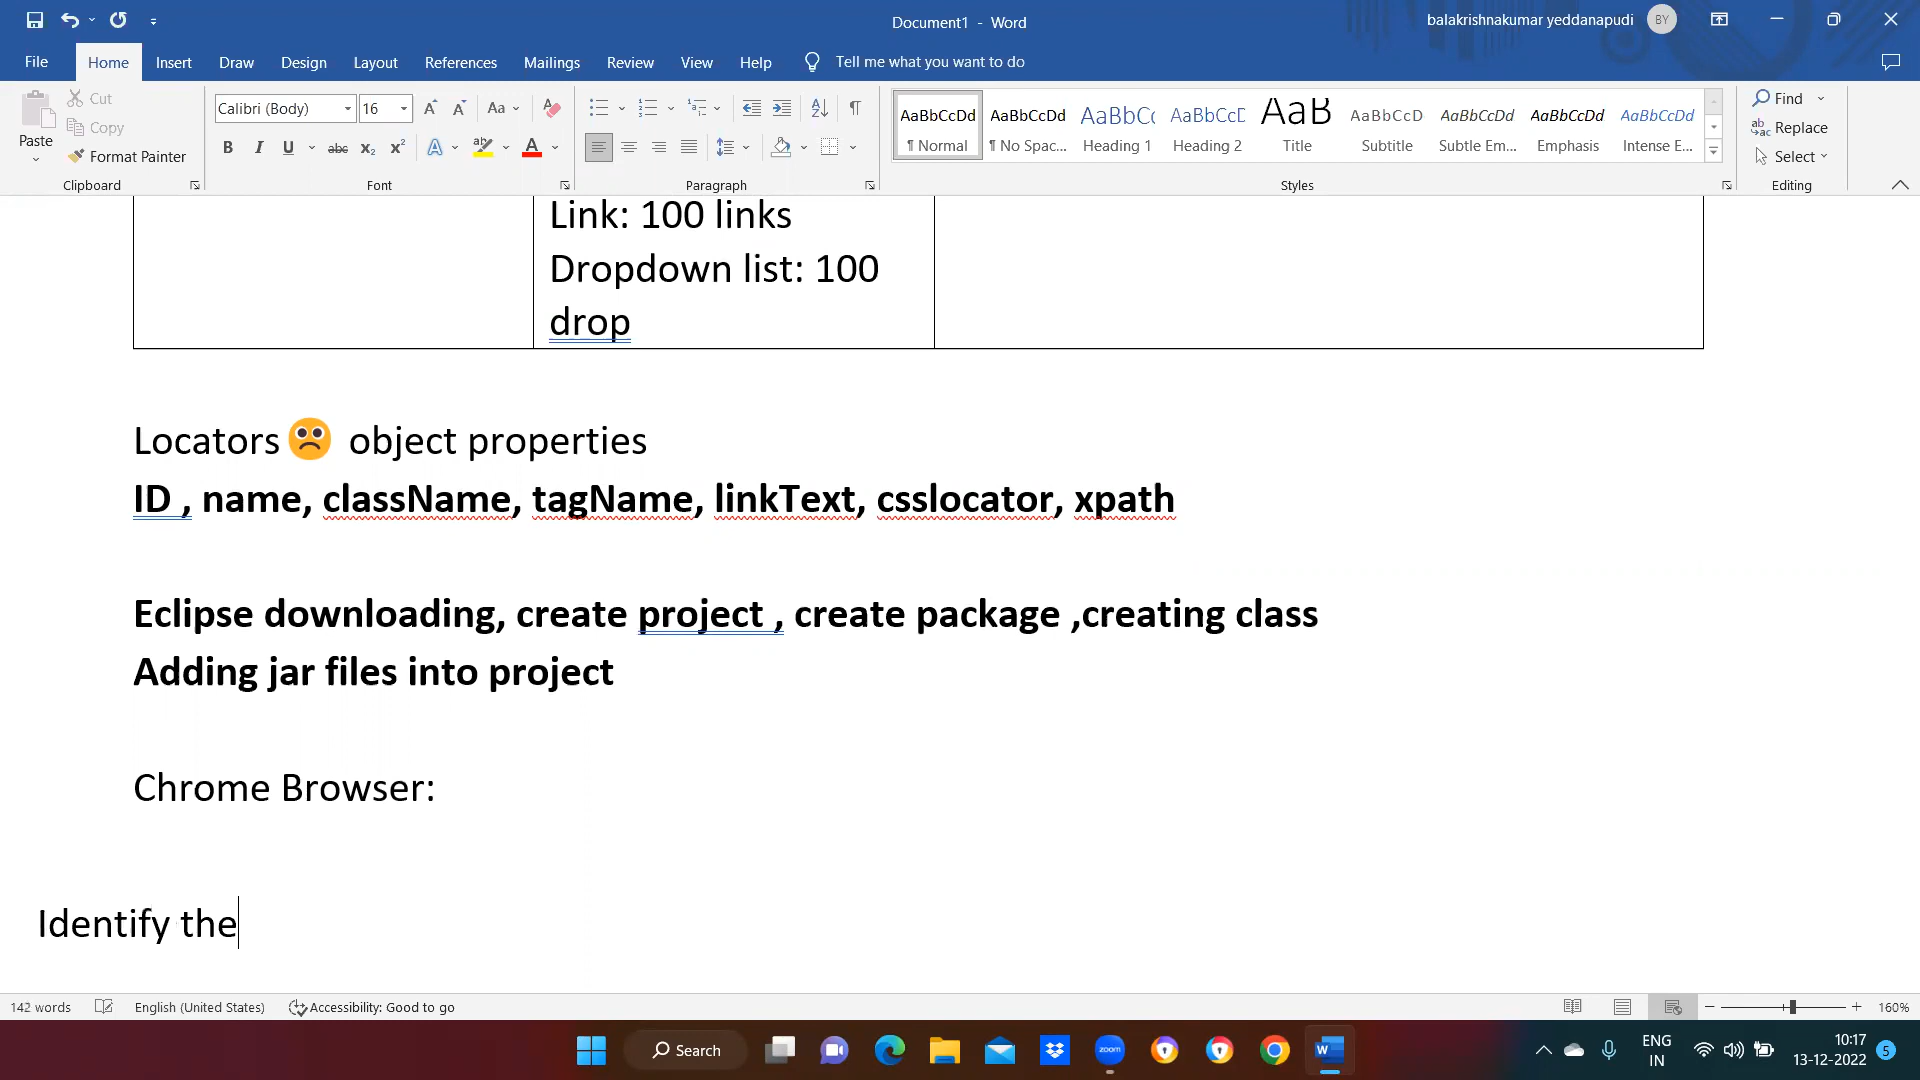 Document1 - Word
balakrishnakumar yeddanapudi
BY
File Home Insert Draw Design Layout References Mailings Review View Help Tell me what you want to do
Paste
Cut
Copy
Format Painter
Clipboard
Calibri (Body) 16
Font
Paragraph
AaBbCcDd AaBbCcDd AaBbC AaBbCcC AaB AaBbCcD AaBbCcDd AaBbCcDd AaBbCcDd
¶ Normal ¶ No Spac... Heading 1 Heading 2 Title Subtitle Subtle Em... Emphasis Intense E...
Styles
Find
Replace
Select
Editing
Link: 100 links
Dropdown list: 100
drop
Locators☹ object properties
ID , name, className, tagName, linkText, csslocator, xpath
Eclipse downloading, create project , create package ,creating class
Adding jar files into project
Chrome Browser:
Identify the
142 words English (United States) Accessibility: Good to go 160%
Search
zoom
ENG
IN
10:17
13-12-2022
5